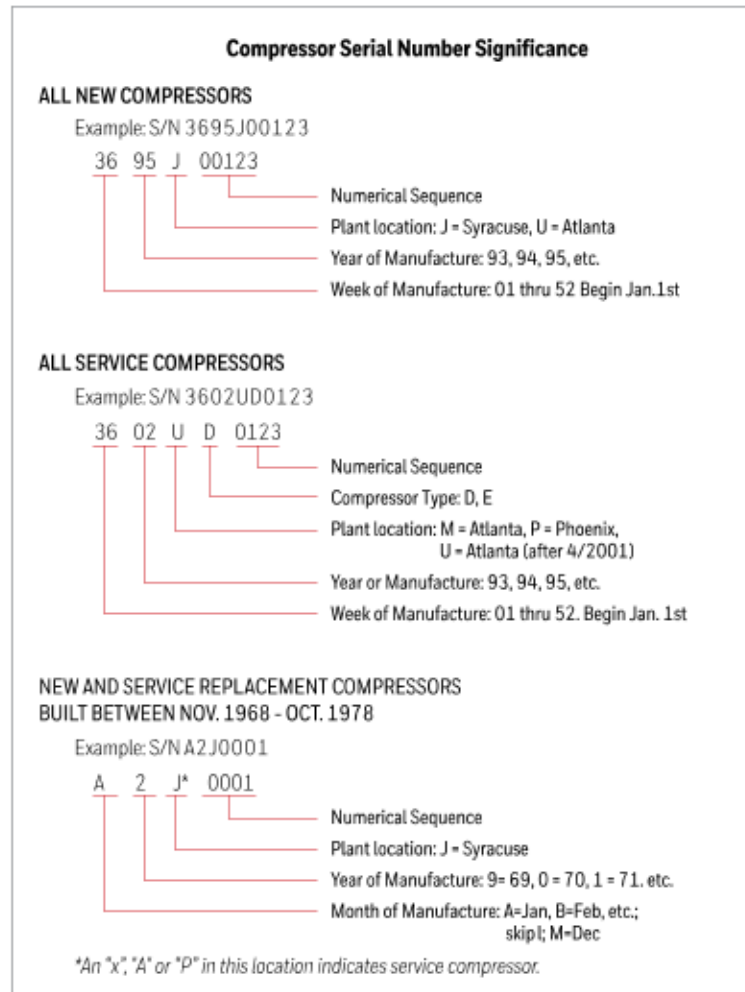 Compressor Serial Number Significance
ALL NEW COMPRESSORS
Example: S/N 3695J00123
36 95 J 00123
Numerical Sequence
Plant location: J = Syracuse, U = Atlanta
Year of Manufacture: 93, 94, 95, etc.
Week of Manufacture: 01 thru 52 Begin Jan.1st
ALL SERVICE COMPRESSORS
Example: S/N 3602UD0123
36 02 U D 0123
Numerical Sequence
Compressor Type: D, E
Plant location: M = Atlanta, P = Phoenix,
U = Atlanta (after 4/2001)
Year or Manufacture: 93, 94, 95, etc.
Week of Manufacture: 01 thru 52. Begin Jan. 1st
NEW AND SERVICE REPLACEMENT COMPRESSORS
BUILT BETWEEN NOV. 1968 - OCT. 1978
Example: S/N A2J0001
A 2 J* 0001
Numerical Sequence
Plant location: J = Syracuse
Year of Manufacture: 9= 69, 0 = 70, 1 = 71. etc.
Month of Manufacture: A=Jan, B=Feb, etc.;
skip I; M=Dec
*An "x", "A" or "P" in this location indicates service compressor.